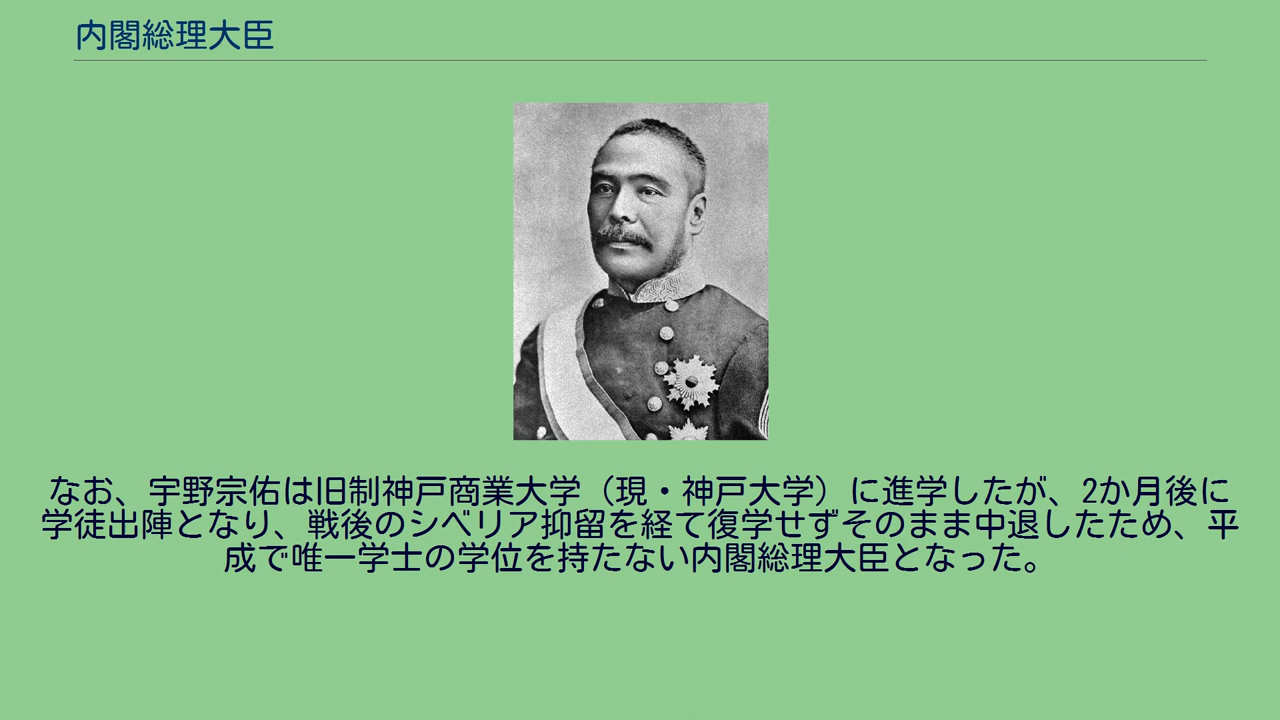 内閣総理大臣
なお、宇野宗佑は旧制神戸商業大学（現・神戸大学）に進学したが、2か月後に
学徒出陣となり、戦後のシベリア抑留を経て復学せずそのまま中退したため、平
成で唯一学士の学位を持たない内閣総理大臣となった。